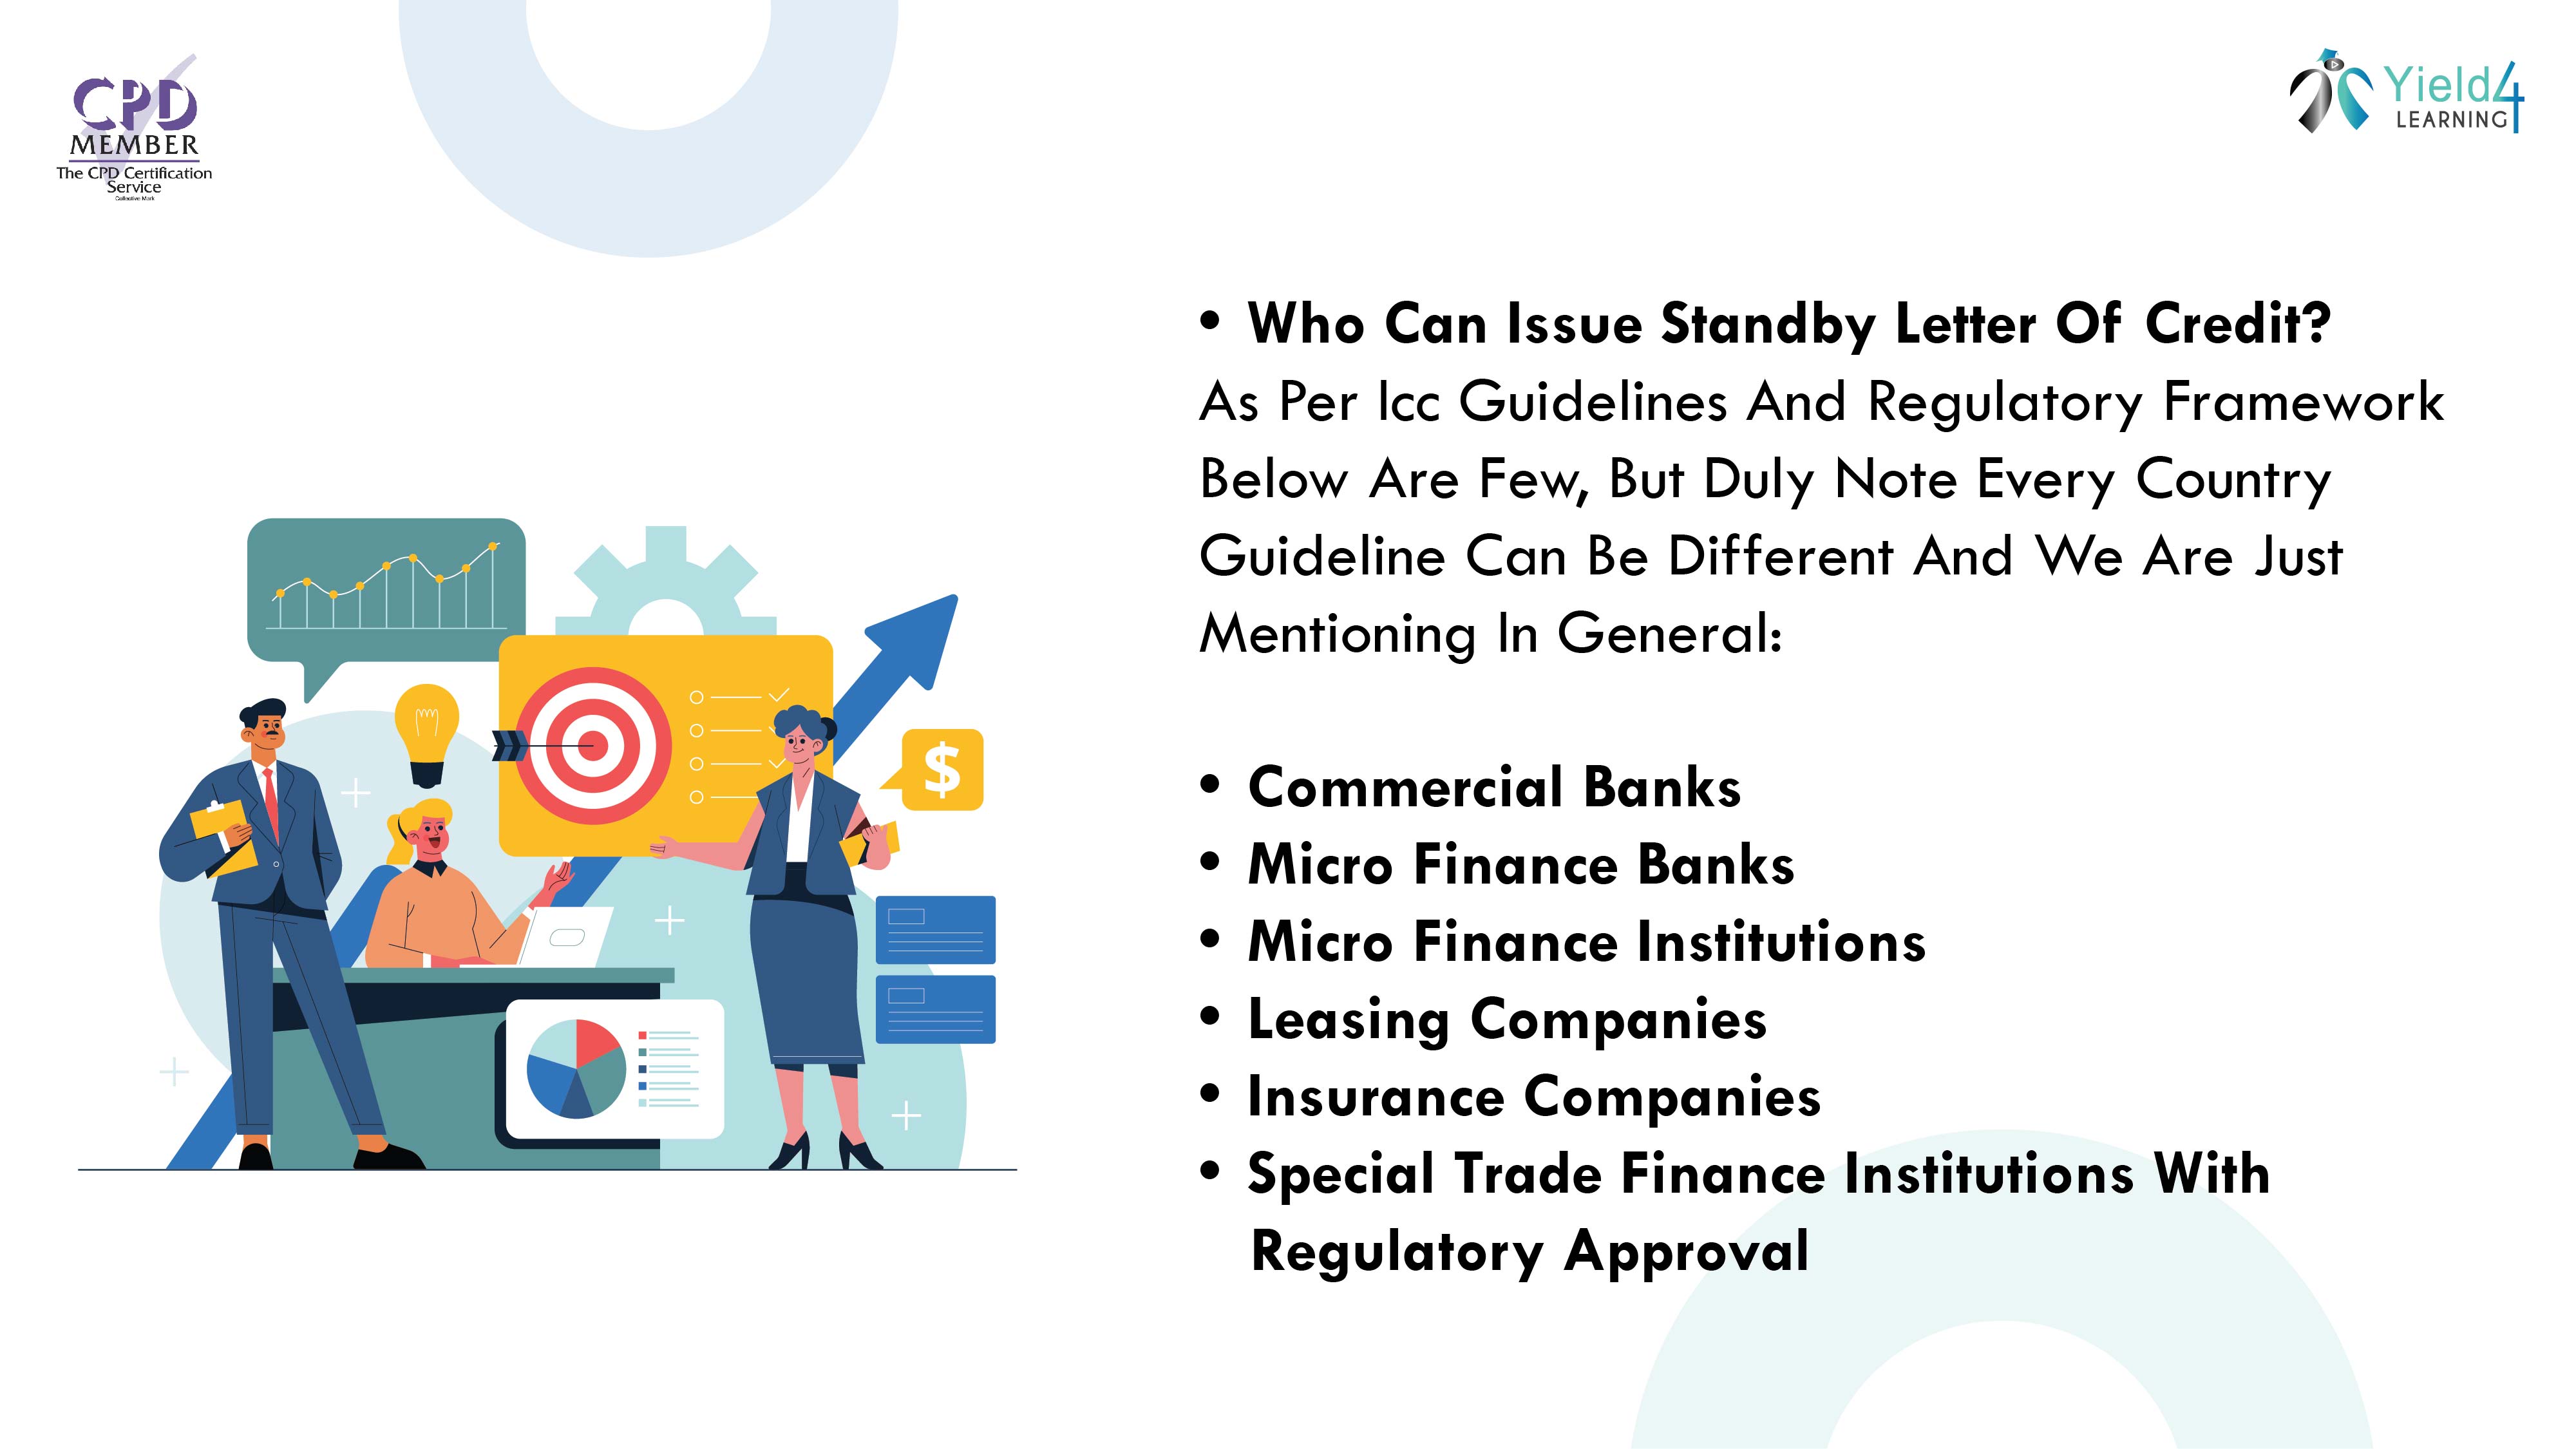 CPD
MEMBER
The CPD Certification
Service
Collective Mark
Yield4
LEARNING
• Who Can Issue Standby Letter Of Credit?
As Per Icc Guidelines And Regulatory Framework
Below Are Few, But Duly Note Every Country
Guideline Can Be Different And We Are Just
Mentioning In General:
• Commercial Banks
• Micro Finance Banks
• Micro Finance Institutions
• Leasing Companies
• Insurance Companies
• Special Trade Finance Institutions With
Regulatory Approval
$